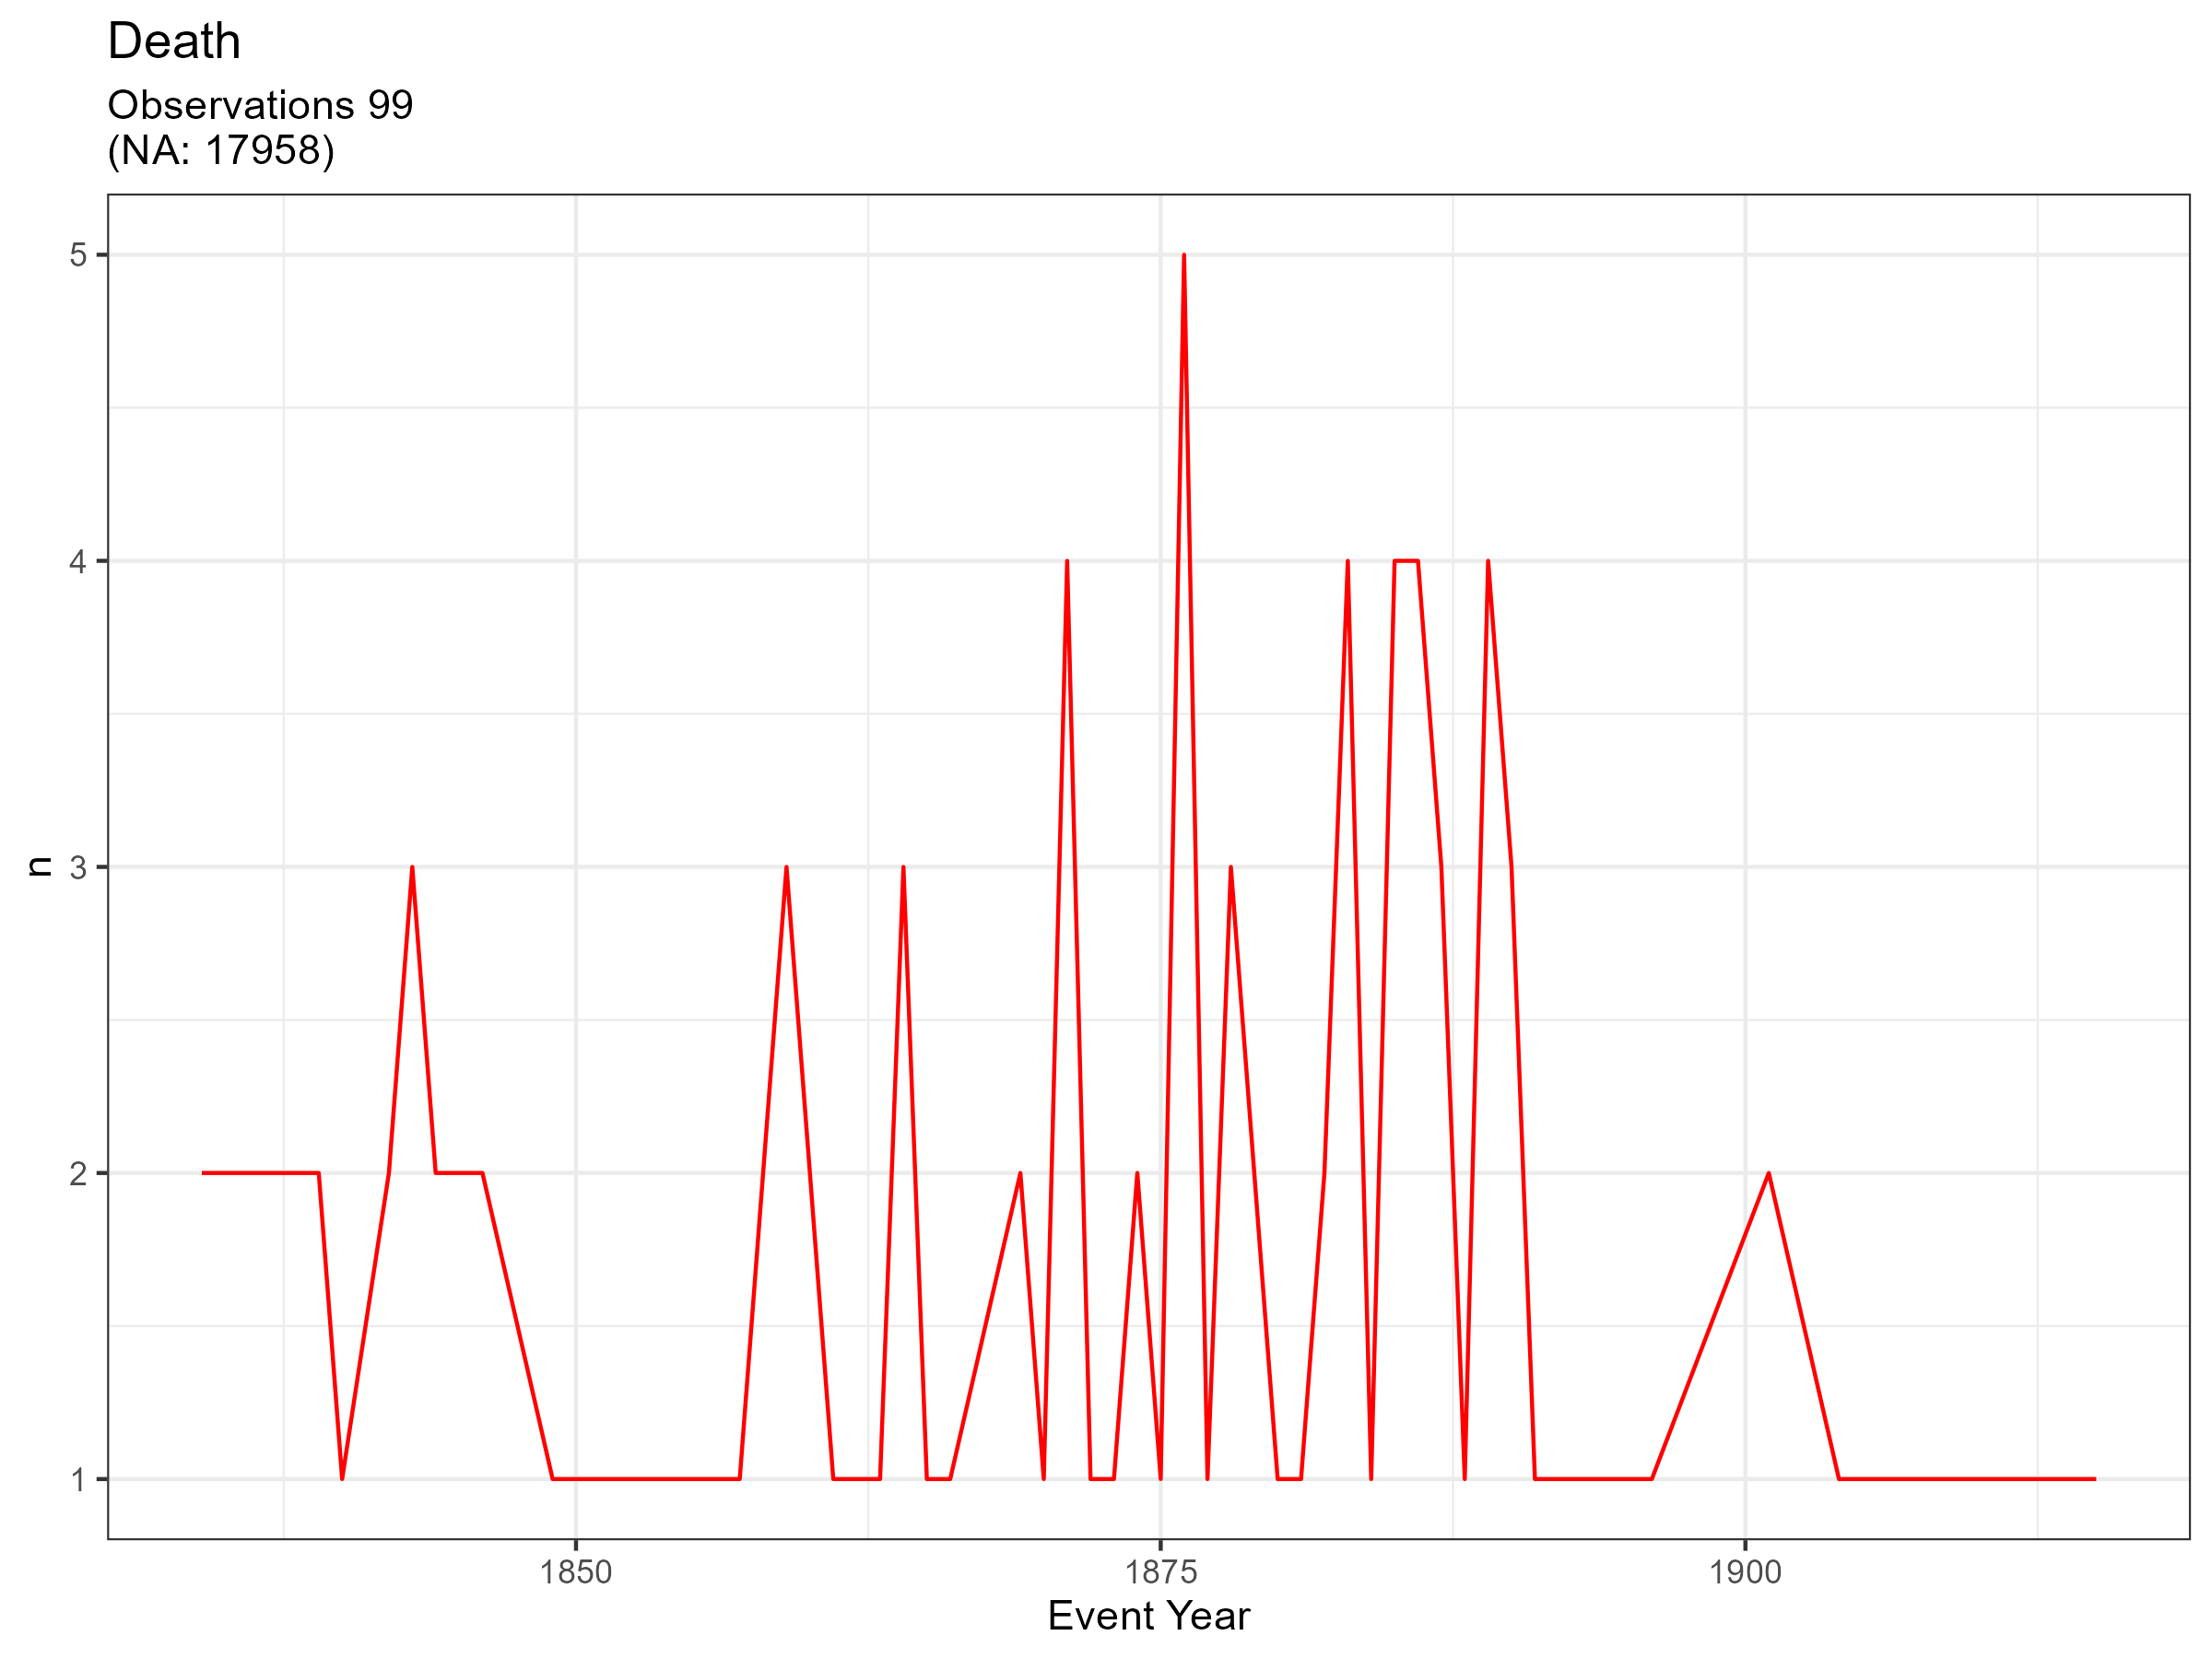 Death
Observations 99
(NA: 17958)
5
4
3
2
1
n
1850
1875
1900
Event Year